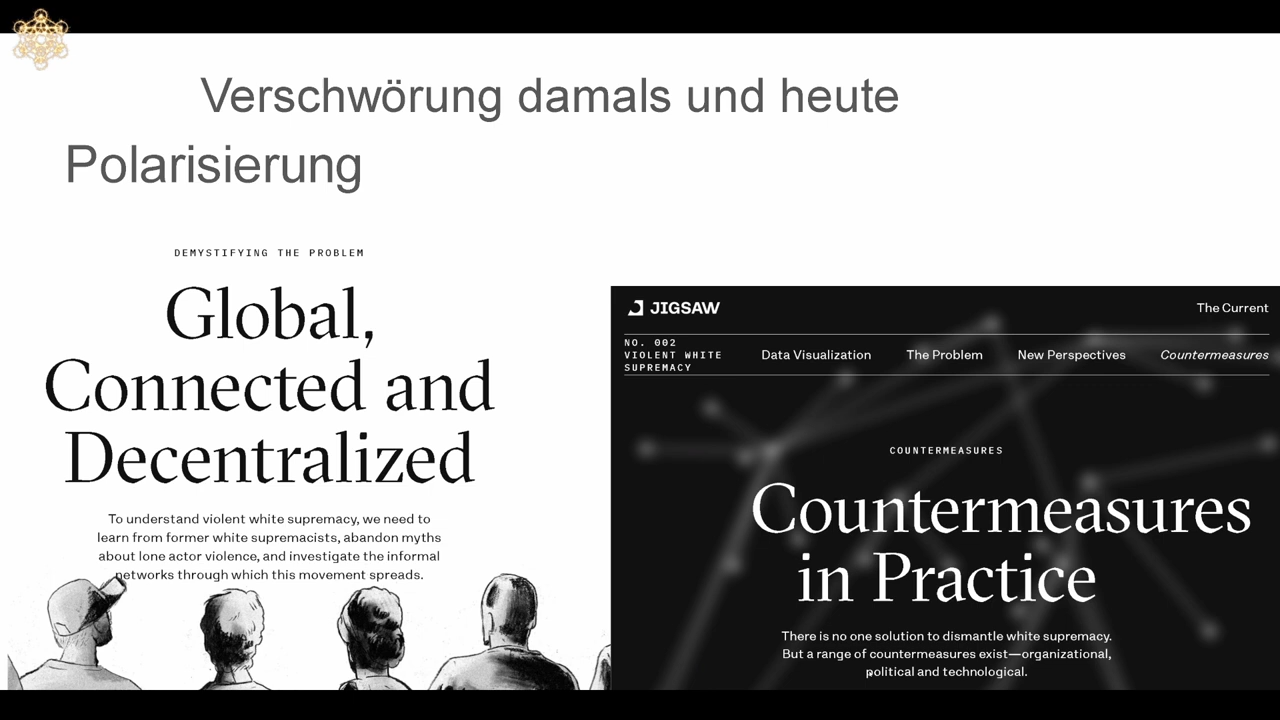 Verschwörung damals und heute
Polarisierung
DEMYSTIFYING THE PROBLEM
Global,
Connected and
Decentralized
To understand violent white supremacy, we need to
learn from former white supremacists, abandon myths
about lone actor violence, and investigate the informal
networks through which this movement spreads.
JIGSAW
The Current
NO. 002
VIOLENT WHITE
SUPREMACY
Data Visualization
The Problem
New Perspectives
Countermeasures
COUNTERMEASURES
Countermeasures
in Practice
There is no one solution to dismantle white supremacy.
But a range of countermeasures exist—organizational,
political and technological.